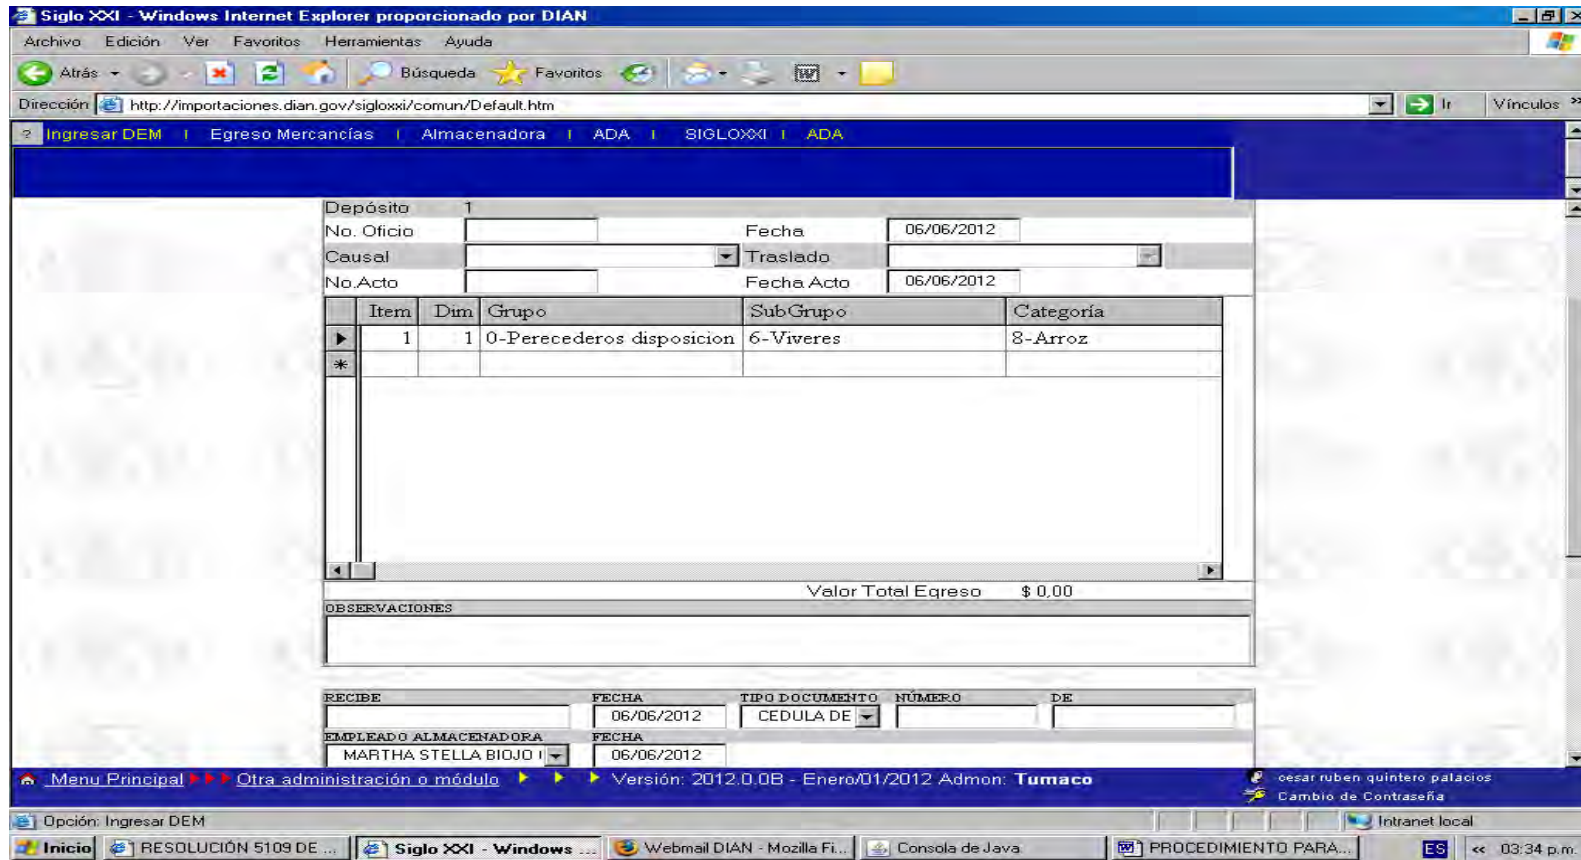 Siglo XXI - Windows Internet Explorer proporcionado por DIAN
Archivo Edición Ver Favoritos Herramientas Ayuda
Atrás Búsqueda Favoritos
Dirección http://importaciones.dian.gov/sigloxxi/comun/Default.htm Ir Vínculos »
? Ingresar DEM | Egreso Mercancías | Almacenadora | ADA | SIGLOXXI | ADA
Depósito 1
No. Oficio Fecha 06/06/2012
Causal Traslado
No.Acto Fecha Acto 06/06/2012
Item Dim Grupo SubGrupo Categoría
1 1 0-Perecederos disposicion 6-Viveres 8-Arroz
Valor Total Egreso $ 0,00
OBSERVACIONES
RECIBE FECHA TIPO DOCUMENTO NÚMERO DE
06/06/2012 CEDULA DE
EMPLEADO ALMACENADORA FECHA
MARTHA STELLA BIOJO 06/06/2012
Menu Principal Otra administración o módulo Versión: 2012.0.0B - Enero/01/2012 Admon: Tumaco cesar ruben quintero palacios
Cambio de Contraseña
Opción: Ingresar DEM Intranet local
Inicio RESOLUCIÓN 5109 DE ... Siglo XXI - Windows ... Webmail DIAN - Mozilla Fi... Consola de Java PROCEDIMIENTO PARA... ES « 03:34 p.m.